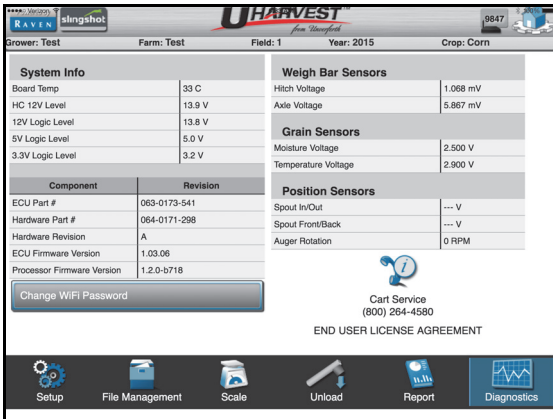 Verizon
RAVEN slingshot
UHARVEST™
from Unverferth
9847
100%
Grower: Test Farm: Test Field: 1 Year: 2015 Crop: Corn
System Info
Board Temp 33 C
HC 12V Level 13.9 V
12V Logic Level 13.8 V
5V Logic Level 5.0 V
3.3V Logic Level 3.2 V
Component Revision
ECU Part # 063-0173-541
Hardware Part # 064-0171-298
Hardware Revision A
ECU Firmware Version 1.03.06
Processor Firmware Version 1.2.0-b718
Change WiFi Password
Weigh Bar Sensors
Hitch Voltage 1.068 mV
Axle Voltage 5.867 mV
Grain Sensors
Moisture Voltage 2.500 V
Temperature Voltage 2.900 V
Position Sensors
Spout In/Out --- V
Spout Front/Back --- V
Auger Rotation 0 RPM
Cart Service
(800) 264-4580
END USER LICENSE AGREEMENT
Setup File Management Scale Unload Report Diagnostics